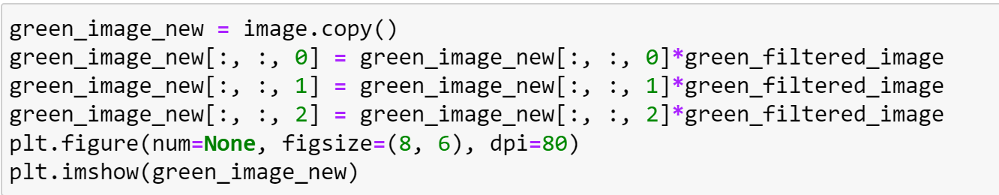 green_image_new = image.copy()
green_image_new[:, :, 0] = green_image_new[:, :, 0]*green_filtered_image
green_image_new[:, :, 1] = green_image_new[:, :, 1]*green_filtered_image
green_image_new[:, :, 2] = green_image_new[:, :, 2]*green_filtered_image
plt.figure(num=None, figsize=(8, 6), dpi=80)
plt.imshow(green_image_new)